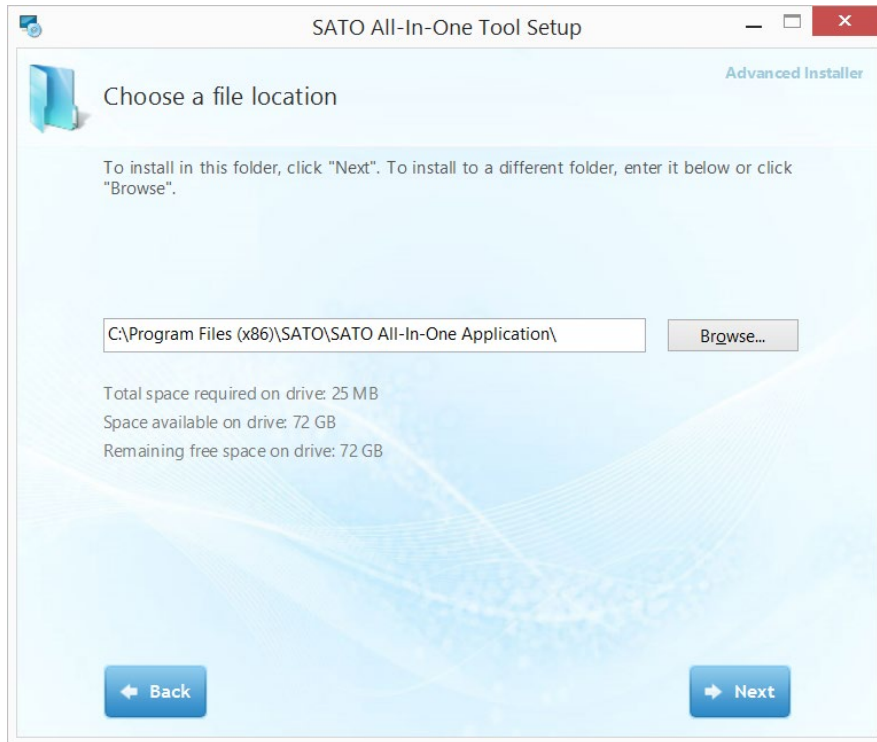 SATO All-In-One Tool Setup
Advanced Installer
Choose a file location
To install in this folder, click "Next". To install to a different folder, enter it below or click
"Browse".
C:\Program Files (x86)\SATO\SATO All-In-One Application\
Browse...
Total space required on drive: 25 MB
Space available on drive: 72 GB
Remaining free space on drive: 72 GB
Back
Next